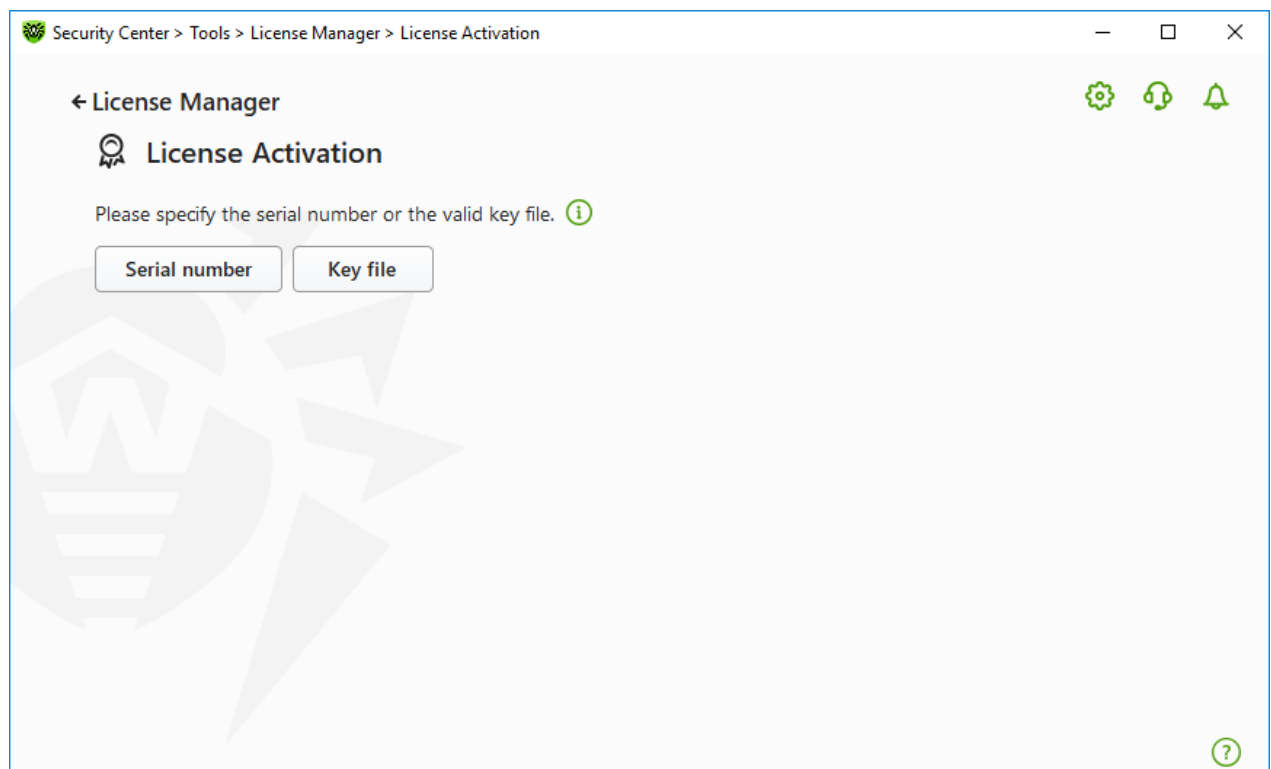 Security Center > Tools > License Manager > License Activation
License Manager
License Activation
Please specify the serial number or the valid key file.
Serial number
Key file